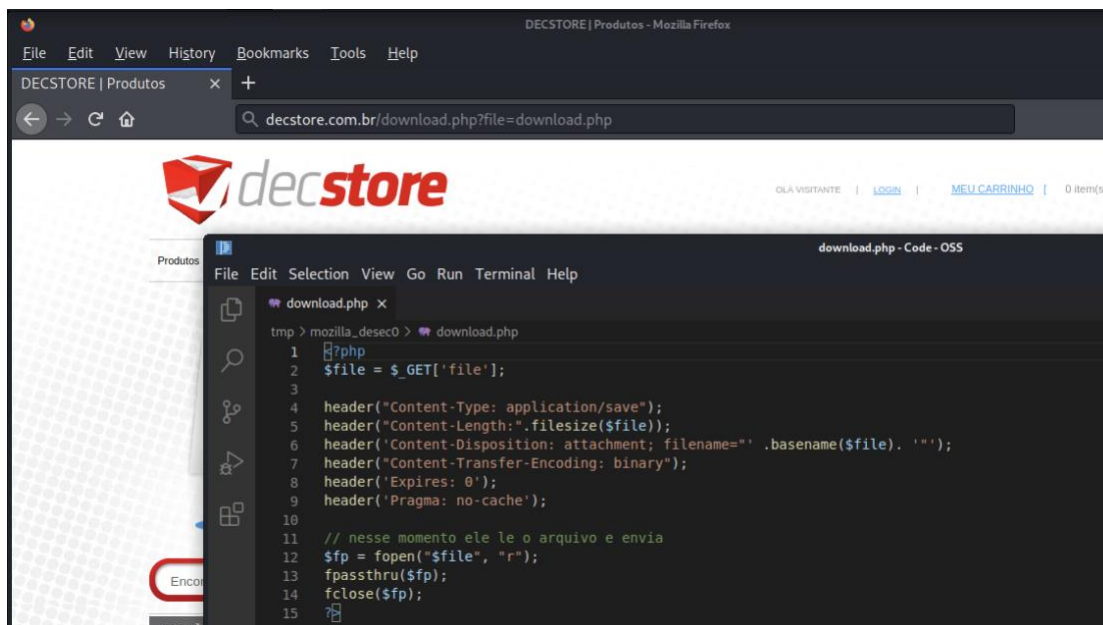 DECSTORE | Produtos - Mozilla Firefox
File Edit View History Bookmarks Tools Help
DECSTORE | Produtos × +
decstore.com.br/download.php?file=download.php
decstore
OLÁ VISITANTE | LOGIN | MEU CARRINHO [ 0 item(s
Produtos
download.php - Code - OSS
File Edit Selection View Go Run Terminal Help
download.php ×
tmp > mozilla_desec0 > download.php
1 <?php
2 $file = $_GET['file'];
3
4 header("Content-Type: application/save");
5 header("Content-Length:".filesize($file));
6 header('Content-Disposition: attachment; filename="' .basename($file). '"');
7 header("Content-Transfer-Encoding: binary");
8 header('Expires: 0');
9 header('Pragma: no-cache');
10
11 // nesse momento ele le o arquivo e envia
12 $fp = fopen("$file", "r");
13 fpassthru($fp);
14 fclose($fp);
15 ?>
Encor